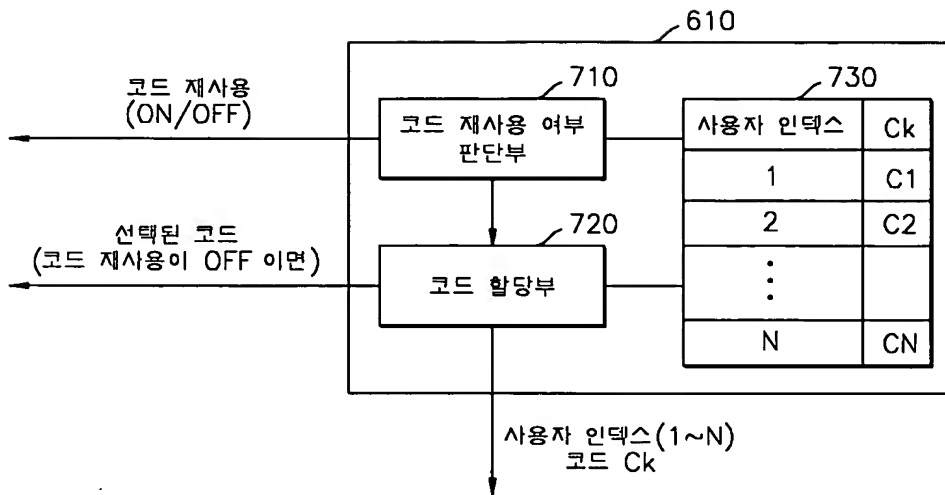 610
코드 재사용
(ON/OFF)
710
코드 재사용 여부
판단부
730
사용자 인덱스 Ck
1 C1
2 C2
⋮
N CN
선택된 코드
(코드 재사용이 OFF 이면)
720
코드 할당부
사용자 인덱스(1~N)
코드 Ck